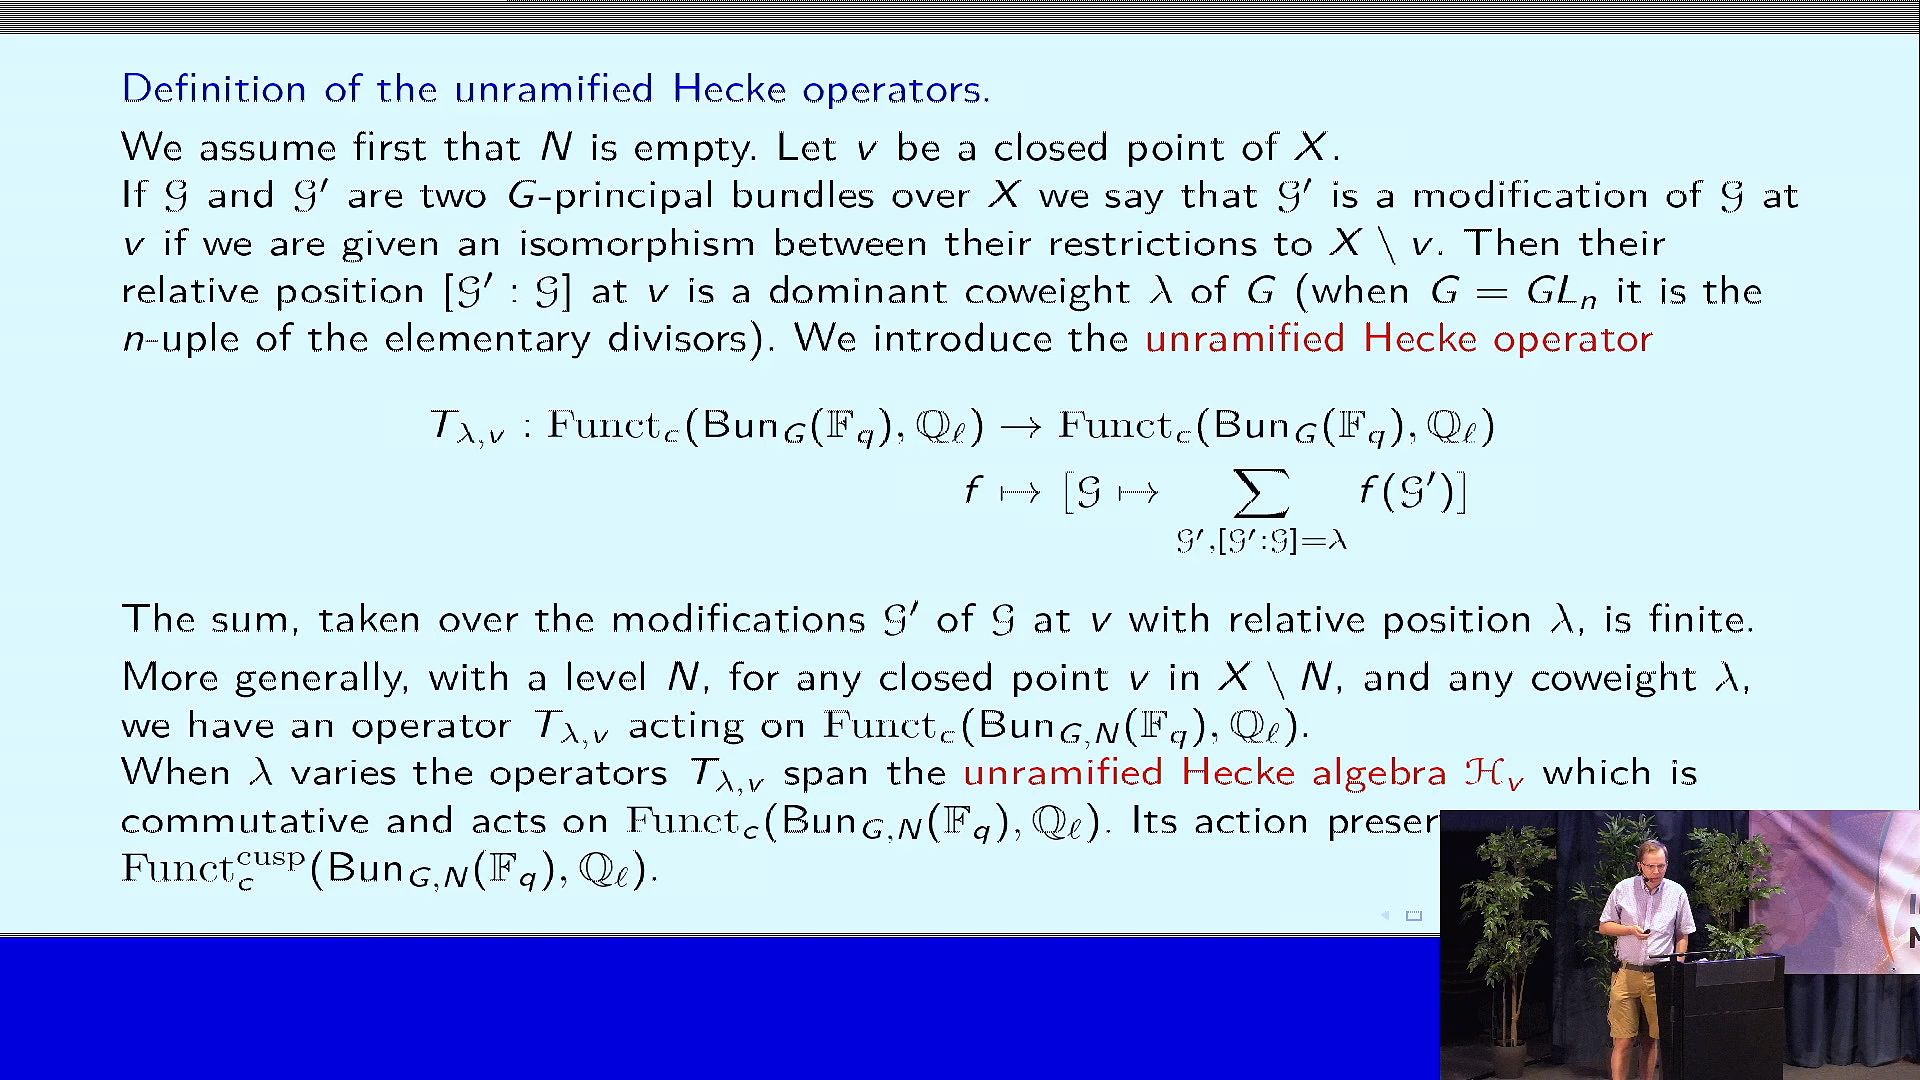 Definition of the unramified Hecke operators.
We assume first that N is empty. Let v be a closed point of X.
If 𝒢 and 𝒢′ are two G-principal bundles over X we say that 𝒢′ is a modification of 𝒢 at
v if we are given an isomorphism between their restrictions to X \ v. Then their
relative position [𝒢′ : 𝒢] at v is a dominant coweight λ of G (when G = GL_n it is the
n-uple of the elementary divisors). We introduce the unramified Hecke operator
T_{λ,v} : Funct_c(Bun_G(𝔽_q), ℚ_ℓ) → Funct_c(Bun_G(𝔽_q), ℚ_ℓ)
f ↦ [𝒢 ↦ ∑_{𝒢′,[𝒢′:𝒢]=λ} f(𝒢′)]
The sum, taken over the modifications 𝒢′ of 𝒢 at v with relative position λ, is finite.
More generally, with a level N, for any closed point v in X \ N, and any coweight λ,
we have an operator T_{λ,v} acting on Funct_c(Bun_{G,N}(𝔽_q), ℚ_ℓ).
When λ varies the operators T_{λ,v} span the unramified Hecke algebra ℋ_v which is
commutative and acts on Funct_c(Bun_{G,N}(𝔽_q), ℚ_ℓ). Its action preser
Funct_c^{cusp}(Bun_{G,N}(𝔽_q), ℚ_ℓ).